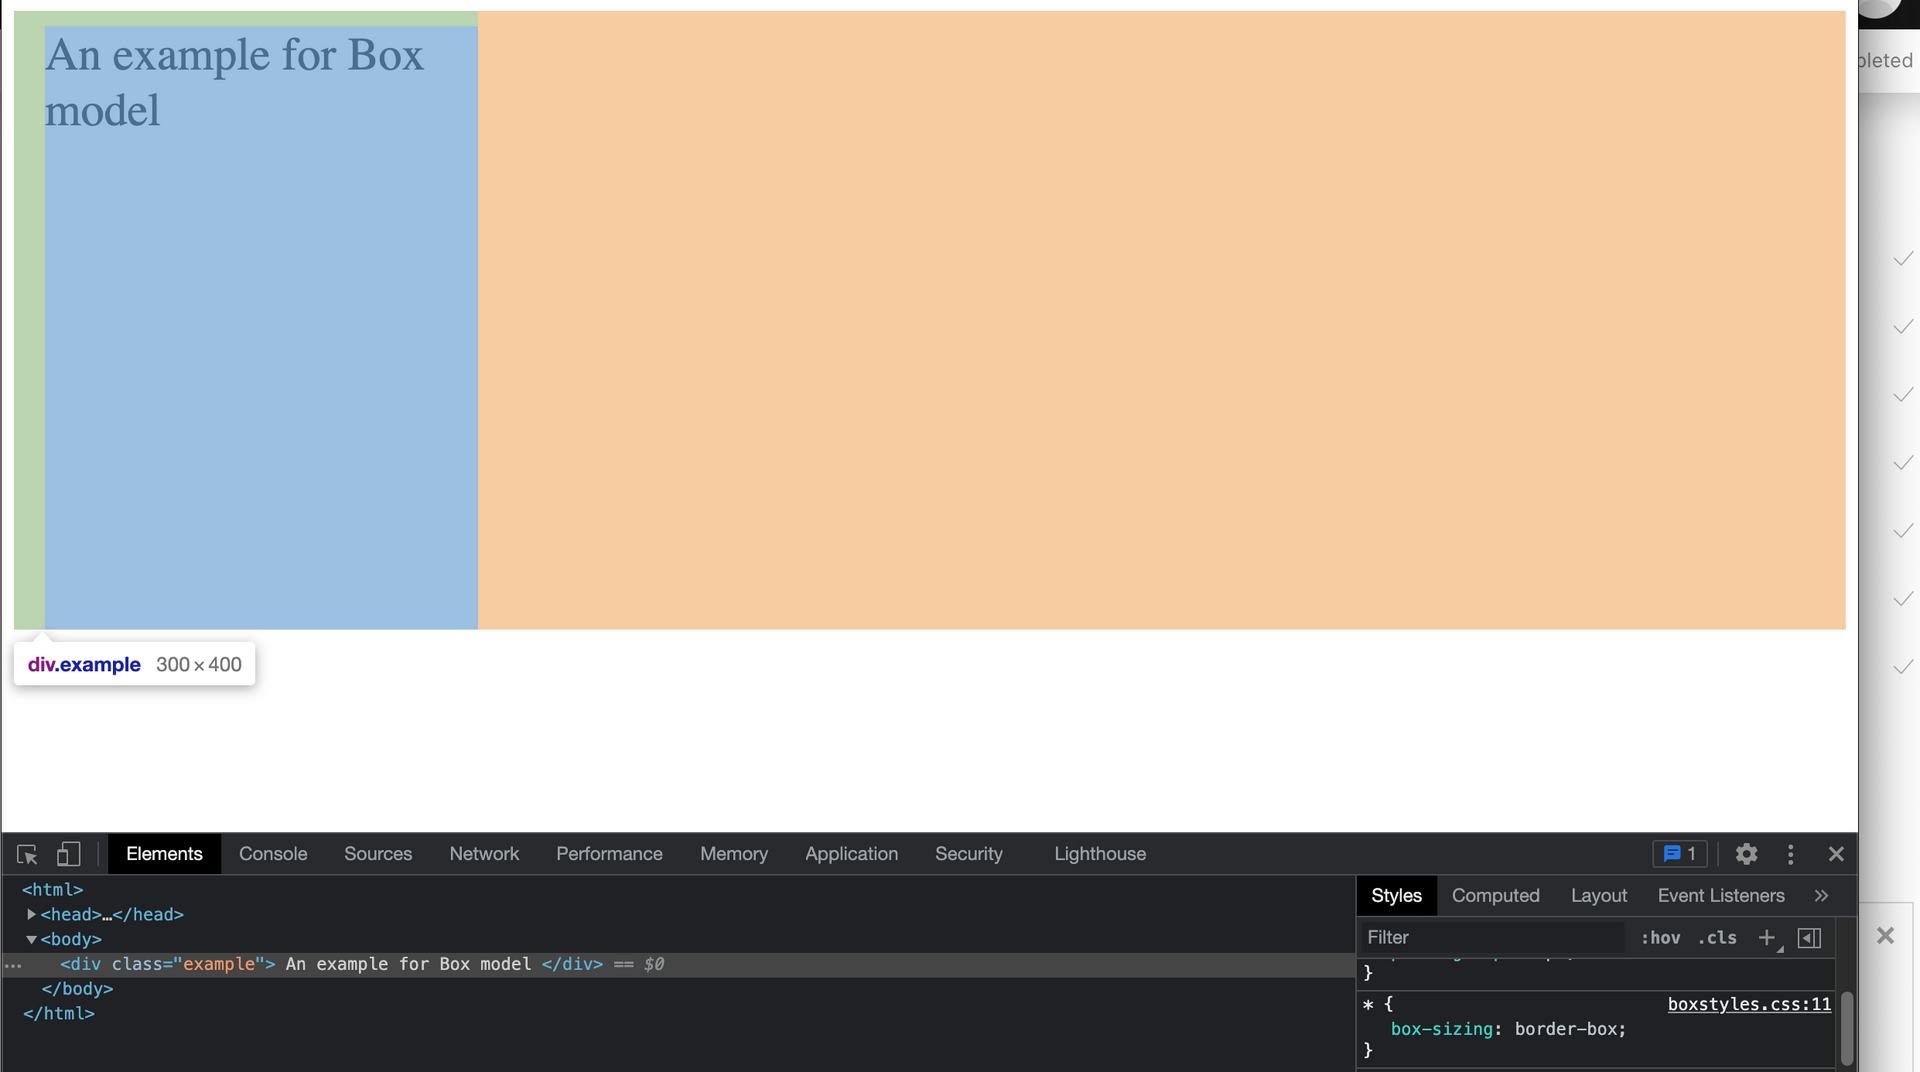 An example for Box
model
pleted
div.example 300 × 400
Elements Console Sources Network Performance Memory Application Security Lighthouse 1
<html>
<head>…</head>
<body>
<div class="example"> An example for Box model </div> == $0
</body>
</html>
Styles Computed Layout Event Listeners »
Filter :hov .cls +
}
* { boxstyles.css:11
box-sizing: border-box;
}